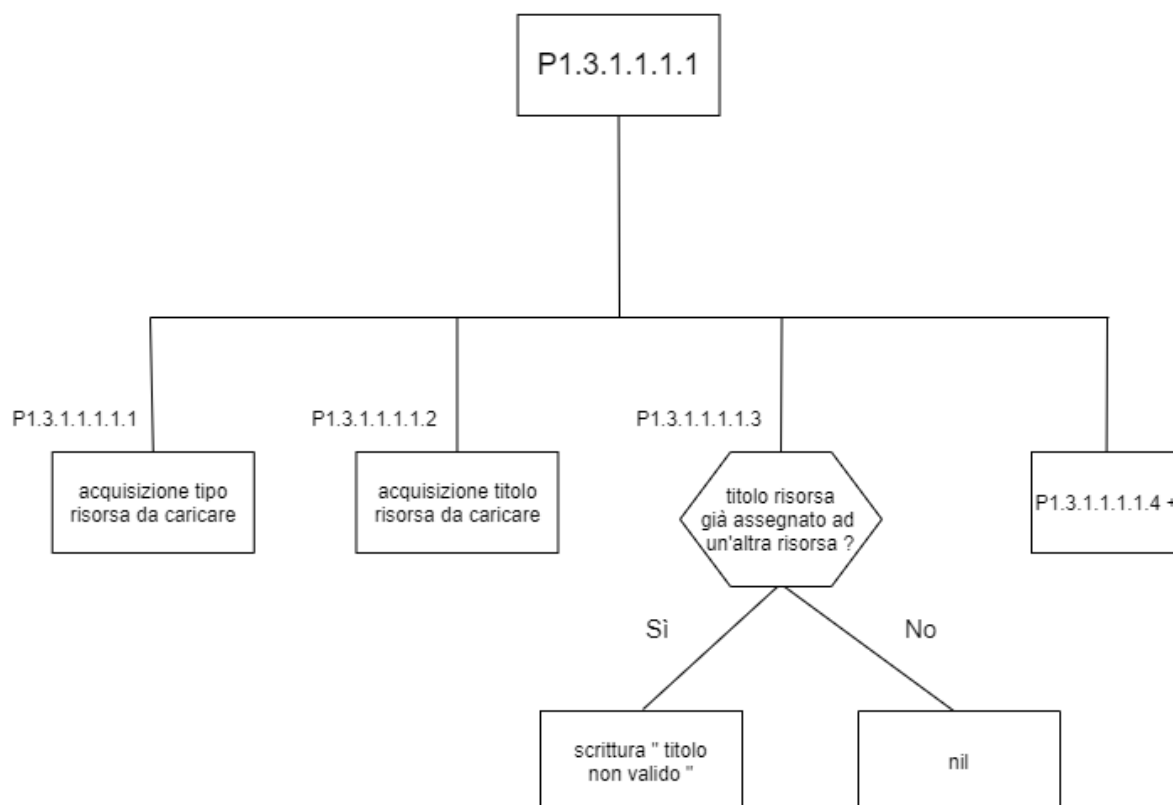 P1.3.1.1.1.1
P1.3.1.1.1.1.1
P1.3.1.1.1.1.2
P1.3.1.1.1.1.3
acquisizione tipo
risorsa da caricare
acquisizione titolo
risorsa da caricare
titolo risorsa
già assegnato ad
un'altra risorsa ?
P1.3.1.1.1.1.4 +
Sì
No
scrittura " titolo
non valido "
nil